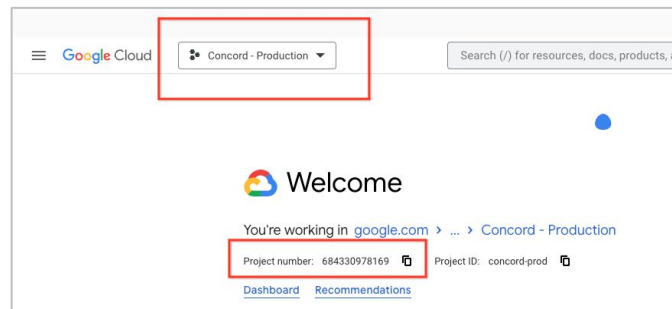 Google Cloud
Concord - Production
Search (/) for resources, docs, products,
Welcome
You're working in google.com > ... > Concord - Production
Project number: 684330978169 Project ID: concord-prod
Dashboard Recommendations